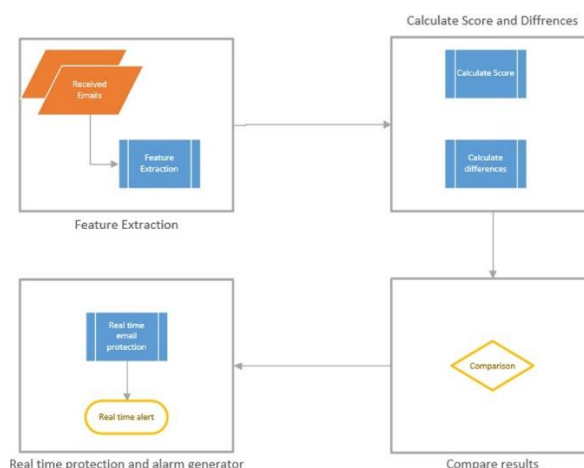 Calculate Score and Diffrences
Received
Emails
Feature
Extraction
Feature Extraction
Calculate Score
Calculate
differences
Real time
email
protection
Real time alert
Real time protection and alarm generator
Comparison
Compare results